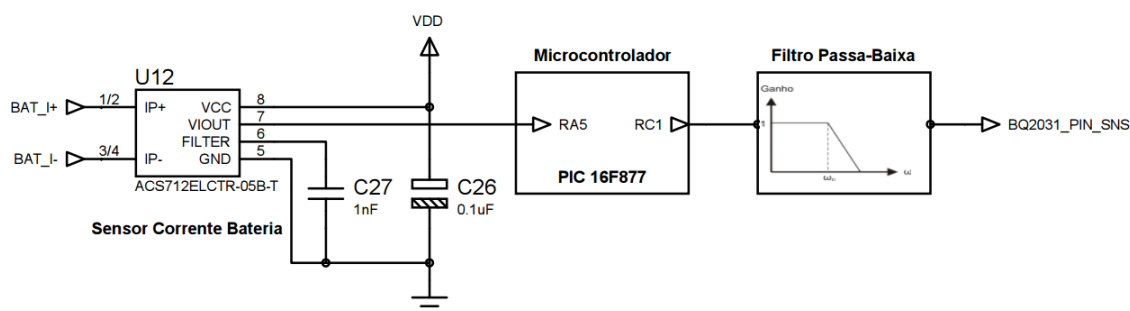 VDD
U12
BAT_I+
1/2
IP+
VCC
8
VIOUT
7
FILTER
6
GND
5
BAT_I-
3/4
IP-
ACS712ELCTR-05B-T
Sensor Corrente Bateria
C27
1nF
C26
0.1uF
Microcontrolador
RA5
RC1
PIC 16F877
Filtro Passa-Baixa
Ganho
1
ω
BQ2031_PIN_SNS